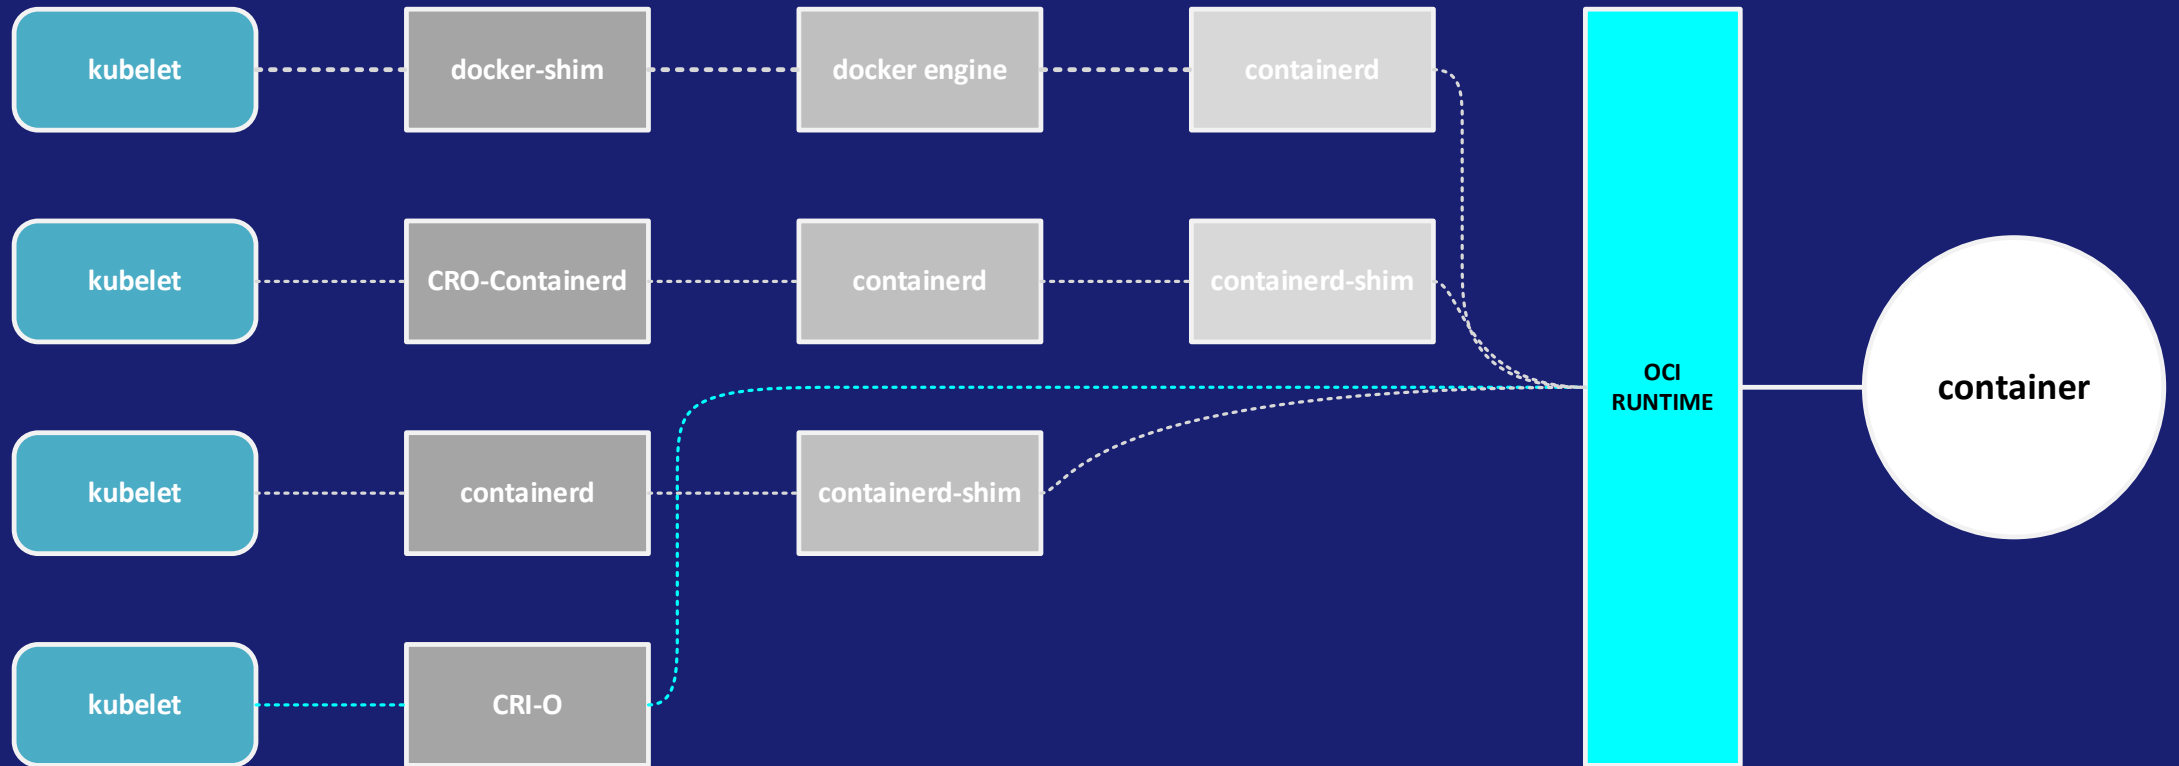 kubelet
docker-shim
docker engine
containerd
kubelet
CRO-Containerd
containerd
containerd-shim
kubelet
containerd
containerd-shim
kubelet
CRI-O
OCI
RUNTIME
container